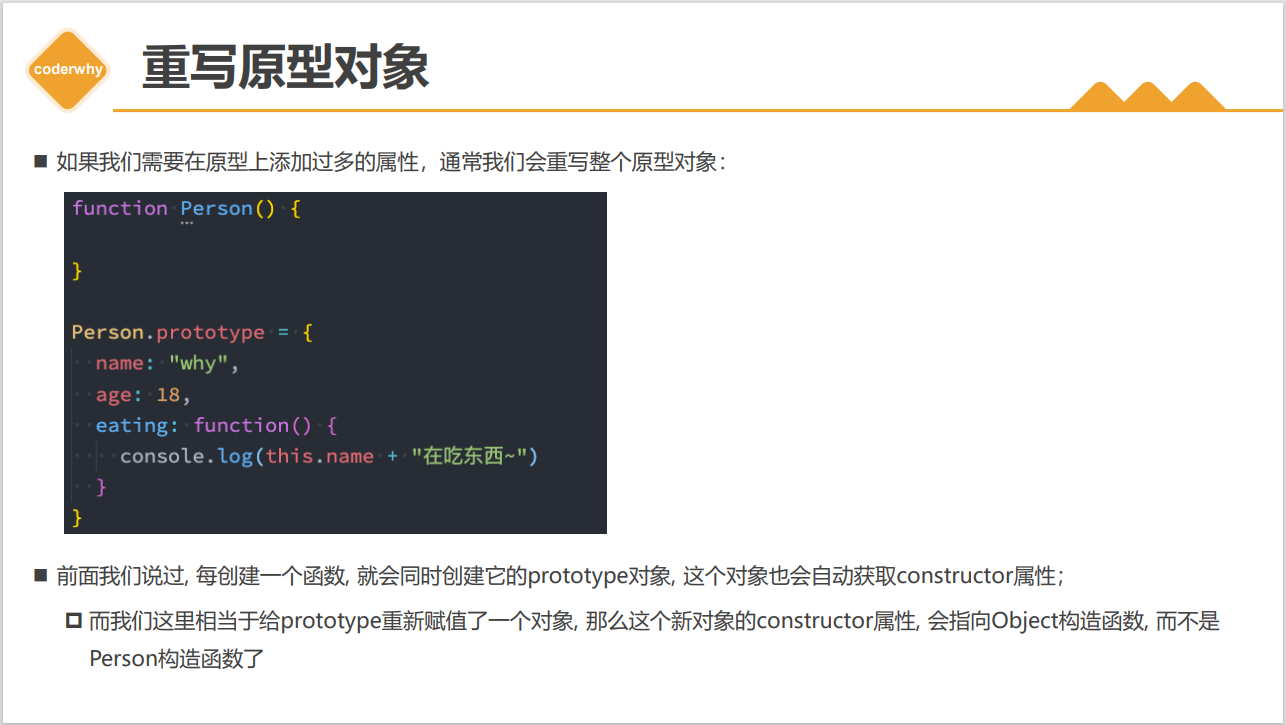 coderwhy
重写原型对象
如果我们需要在原型上添加过多的属性，通常我们会重写整个原型对象：
function Person() {
}
Person.prototype = {
name: "why",
age: 18,
eating: function() {
console.log(this.name + "在吃东西~")
}
}
前面我们说过, 每创建一个函数, 就会同时创建它的prototype对象, 这个对象也会自动获取constructor属性；
而我们这里相当于给prototype重新赋值了一个对象, 那么这个新对象的constructor属性, 会指向Object构造函数, 而不是
Person构造函数了